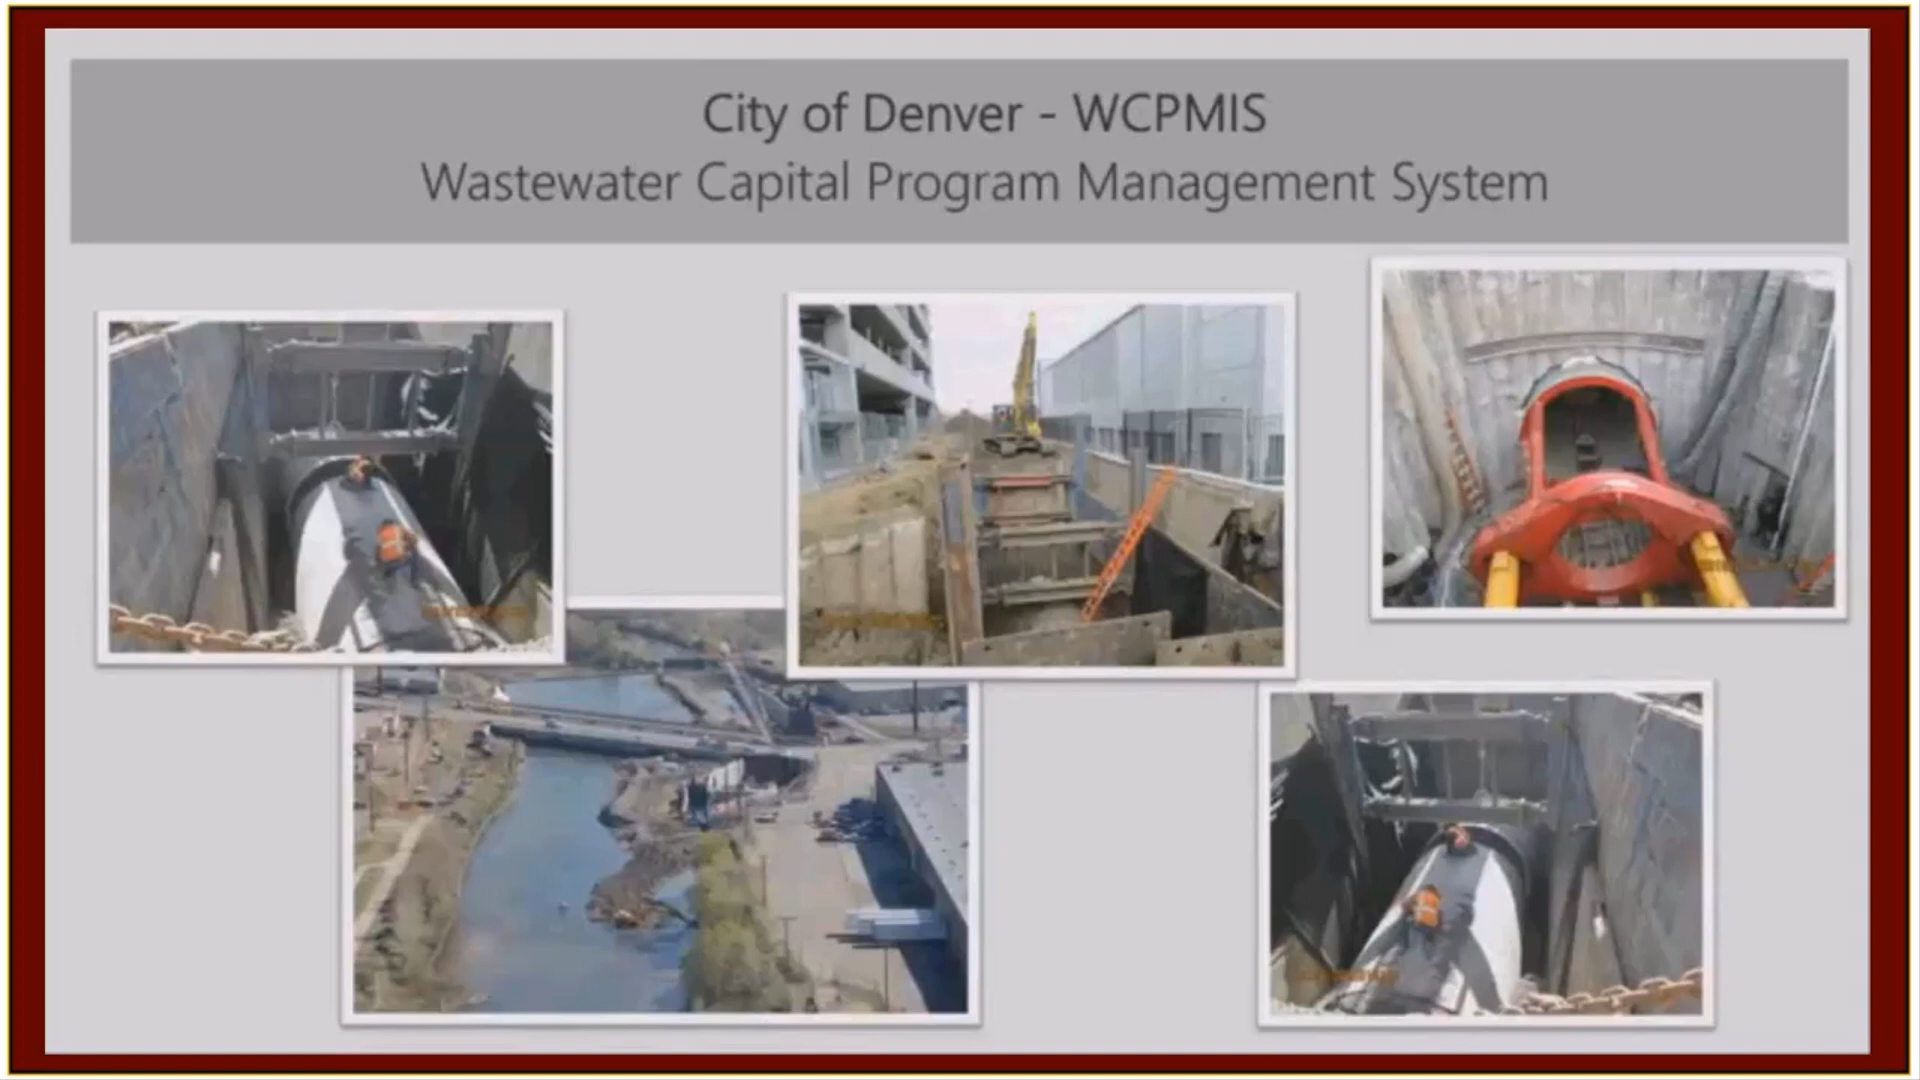 City of Denver - WCPMIS
Wastewater Capital Program Management System